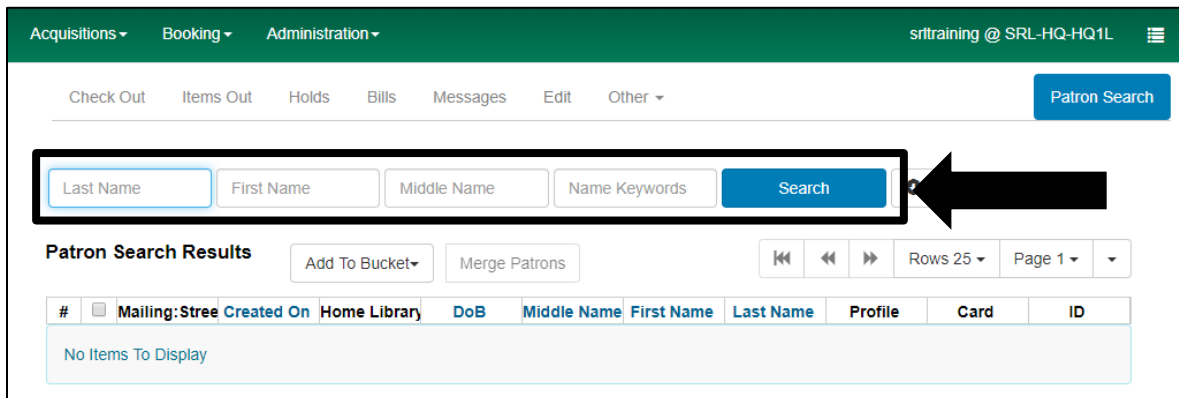 Acquisitions Booking Administration srltraining @ SRL-HQ-HQ1L
Check Out Items Out Holds Bills Messages Edit Other Patron Search
Last Name First Name Middle Name Name Keywords Search
Patron Search Results Add To Bucket Merge Patrons Rows 25 Page 1
# Mailing:Stree Created On Home Library DoB Middle Name First Name Last Name Profile Card ID
No Items To Display